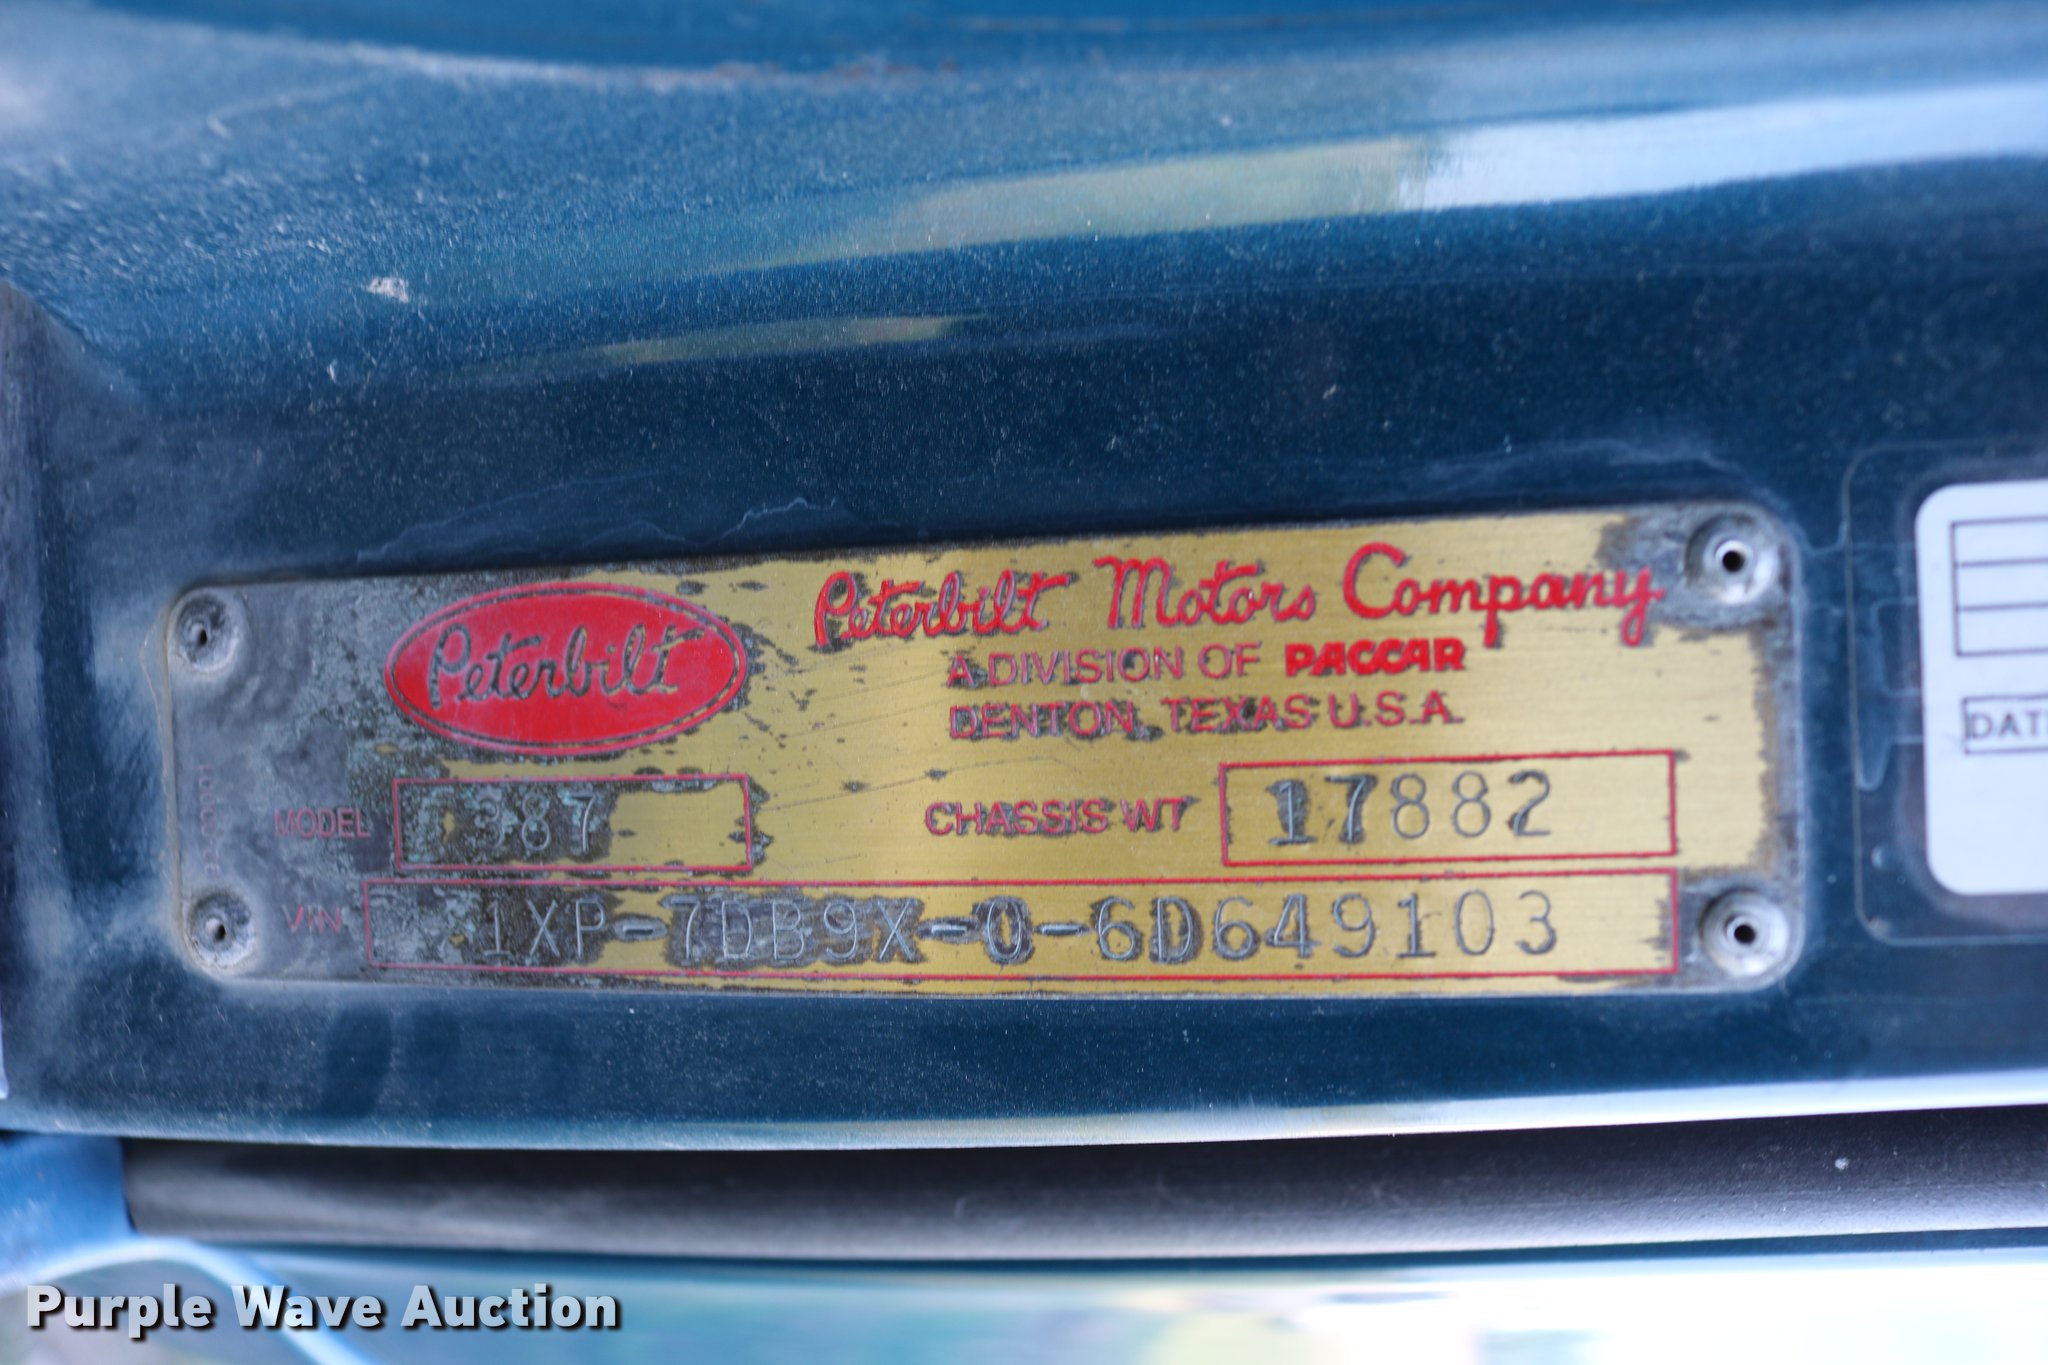 Peterbilt
Peterbilt Motors Company
A DIVISION OF PACCAR
DENTON, TEXAS U.S.A.
MODEL 387
CHASSIS WT 17882
VIN 1XP-7DB9X-0-6D649103
DAT
Purple Wave Auction